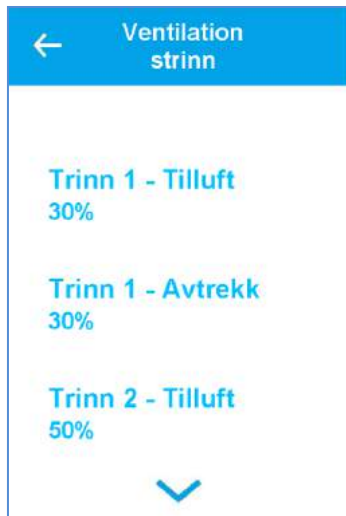 Ventilation
strinn
Trinn 1 - Tilluft
30%
Trinn 1 - Avtrekk
30%
Trinn 2 - Tilluft
50%